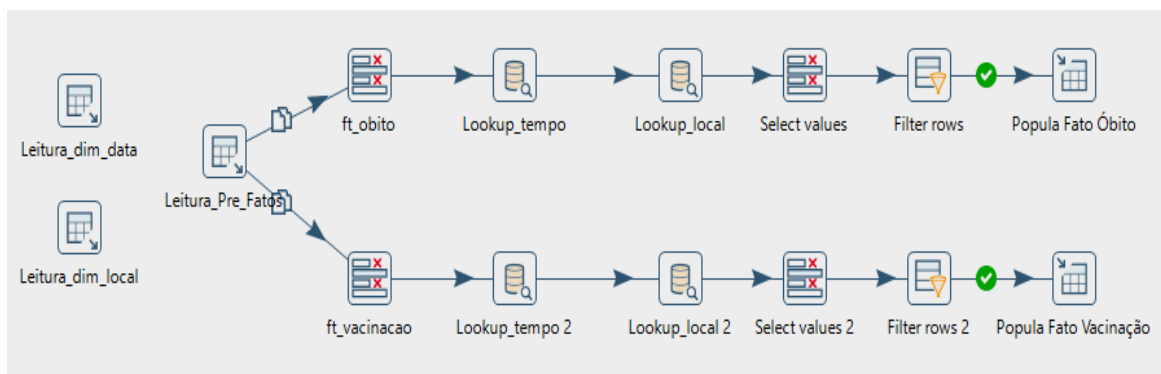 Leitura_dim_data
Leitura_dim_local
Leitura_Pre_Fatos
ft_obito
Lookup_tempo
Lookup_local
Select values
Filter rows
Popula Fato Óbito
ft_vacinacao
Lookup_tempo 2
Lookup_local 2
Select values 2
Filter rows 2
Popula Fato Vacinação